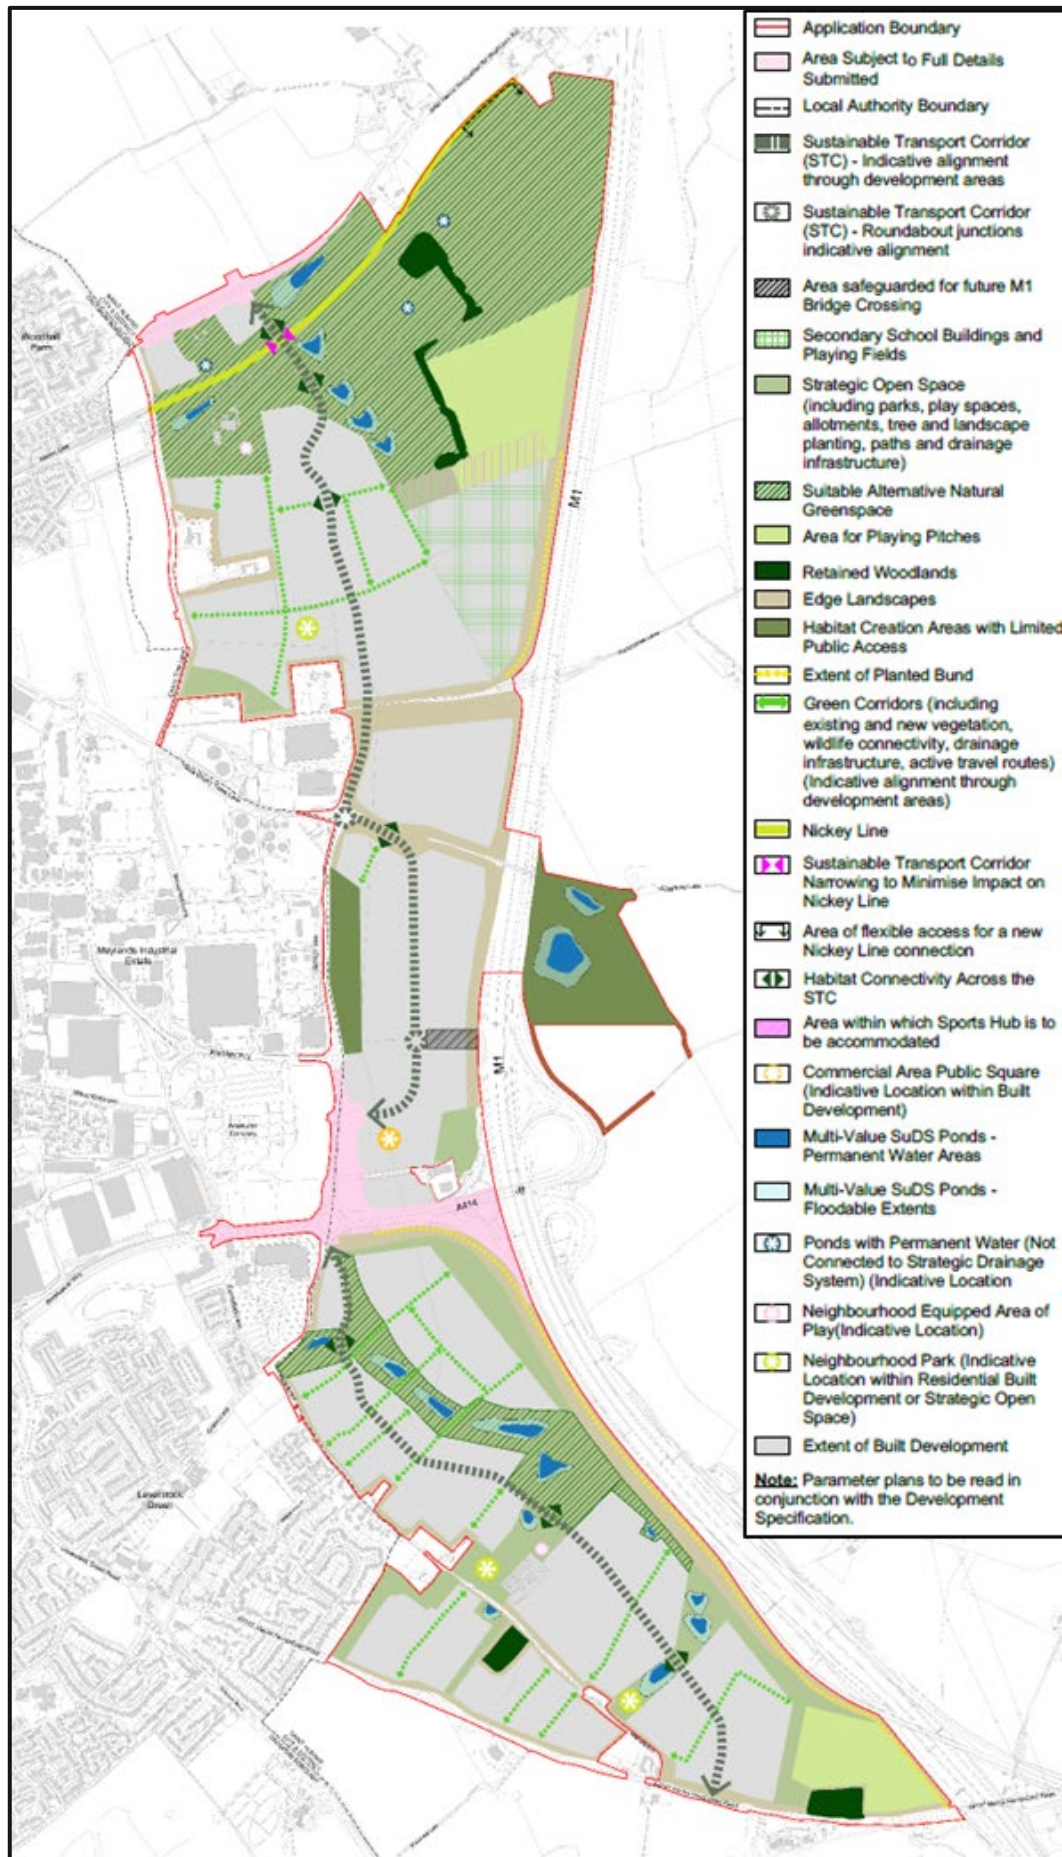 Application Boundary
Area Subject to Full Details
Submitted
Local Authority Boundary
Sustainable Transport Corridor
(STC) - Indicative alignment
through development areas
Sustainable Transport Corridor
(STC) - Roundabout junctions
indicative alignment
Area safeguarded for future M1
Bridge Crossing
Secondary School Buildings and
Playing Fields
Strategic Open Space
(including parks, play spaces,
allotments, tree and landscape
planting, paths and drainage
infrastructure)
Suitable Alternative Natural
Greenspace
Area for Playing Pitches
Retained Woodlands
Edge Landscapes
Habitat Creation Areas with Limited
Public Access
Extent of Planted Bund
Green Corridors (including
existing and new vegetation,
wildlife connectivity, drainage
infrastructure, active travel routes)
(Indicative alignment through
development areas)
Nickey Line
Sustainable Transport Corridor
Narrowing to Minimise Impact on
Nickey Line
Area of flexible access for a new
Nickey Line connection
Habitat Connectivity Across the
STC
Area within which Sports Hub is to
be accommodated
Commercial Area Public Square
(Indicative Location within Built
Development)
Multi-Value SuDS Ponds -
Permanent Water Areas
Multi-Value SuDS Ponds -
Floodable Extents
Ponds with Permanent Water (Not
Connected to Strategic Drainage
System) (Indicative Location
Neighbourhood Equipped Area of
Play(Indicative Location)
Neighbourhood Park (Indicative
Location within Residential Built
Development or Strategic Open
Space)
Extent of Built Development
Note: Parameter plans to be read in
conjunction with the Development
Specification.
Woodhall
Farm
M1
Maylands Industrial
Estate
M1
A414
Leverstock
Green